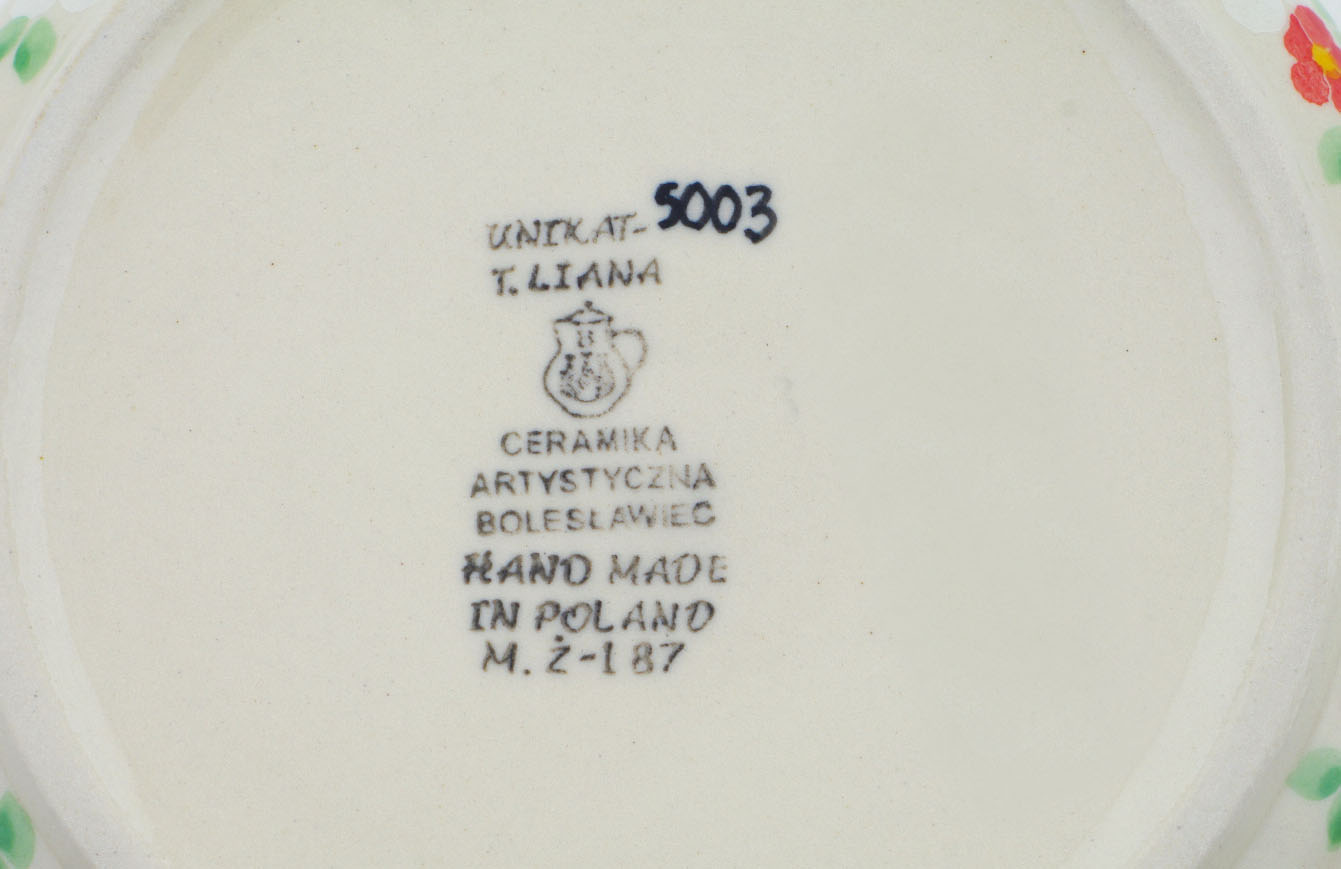 UNIKAT-5003
T. LIANA
CERAMIKA
ARTYSTYCZNA
BOLESŁAWIEC
HAND MADE
IN POLAND
M. Ż-187